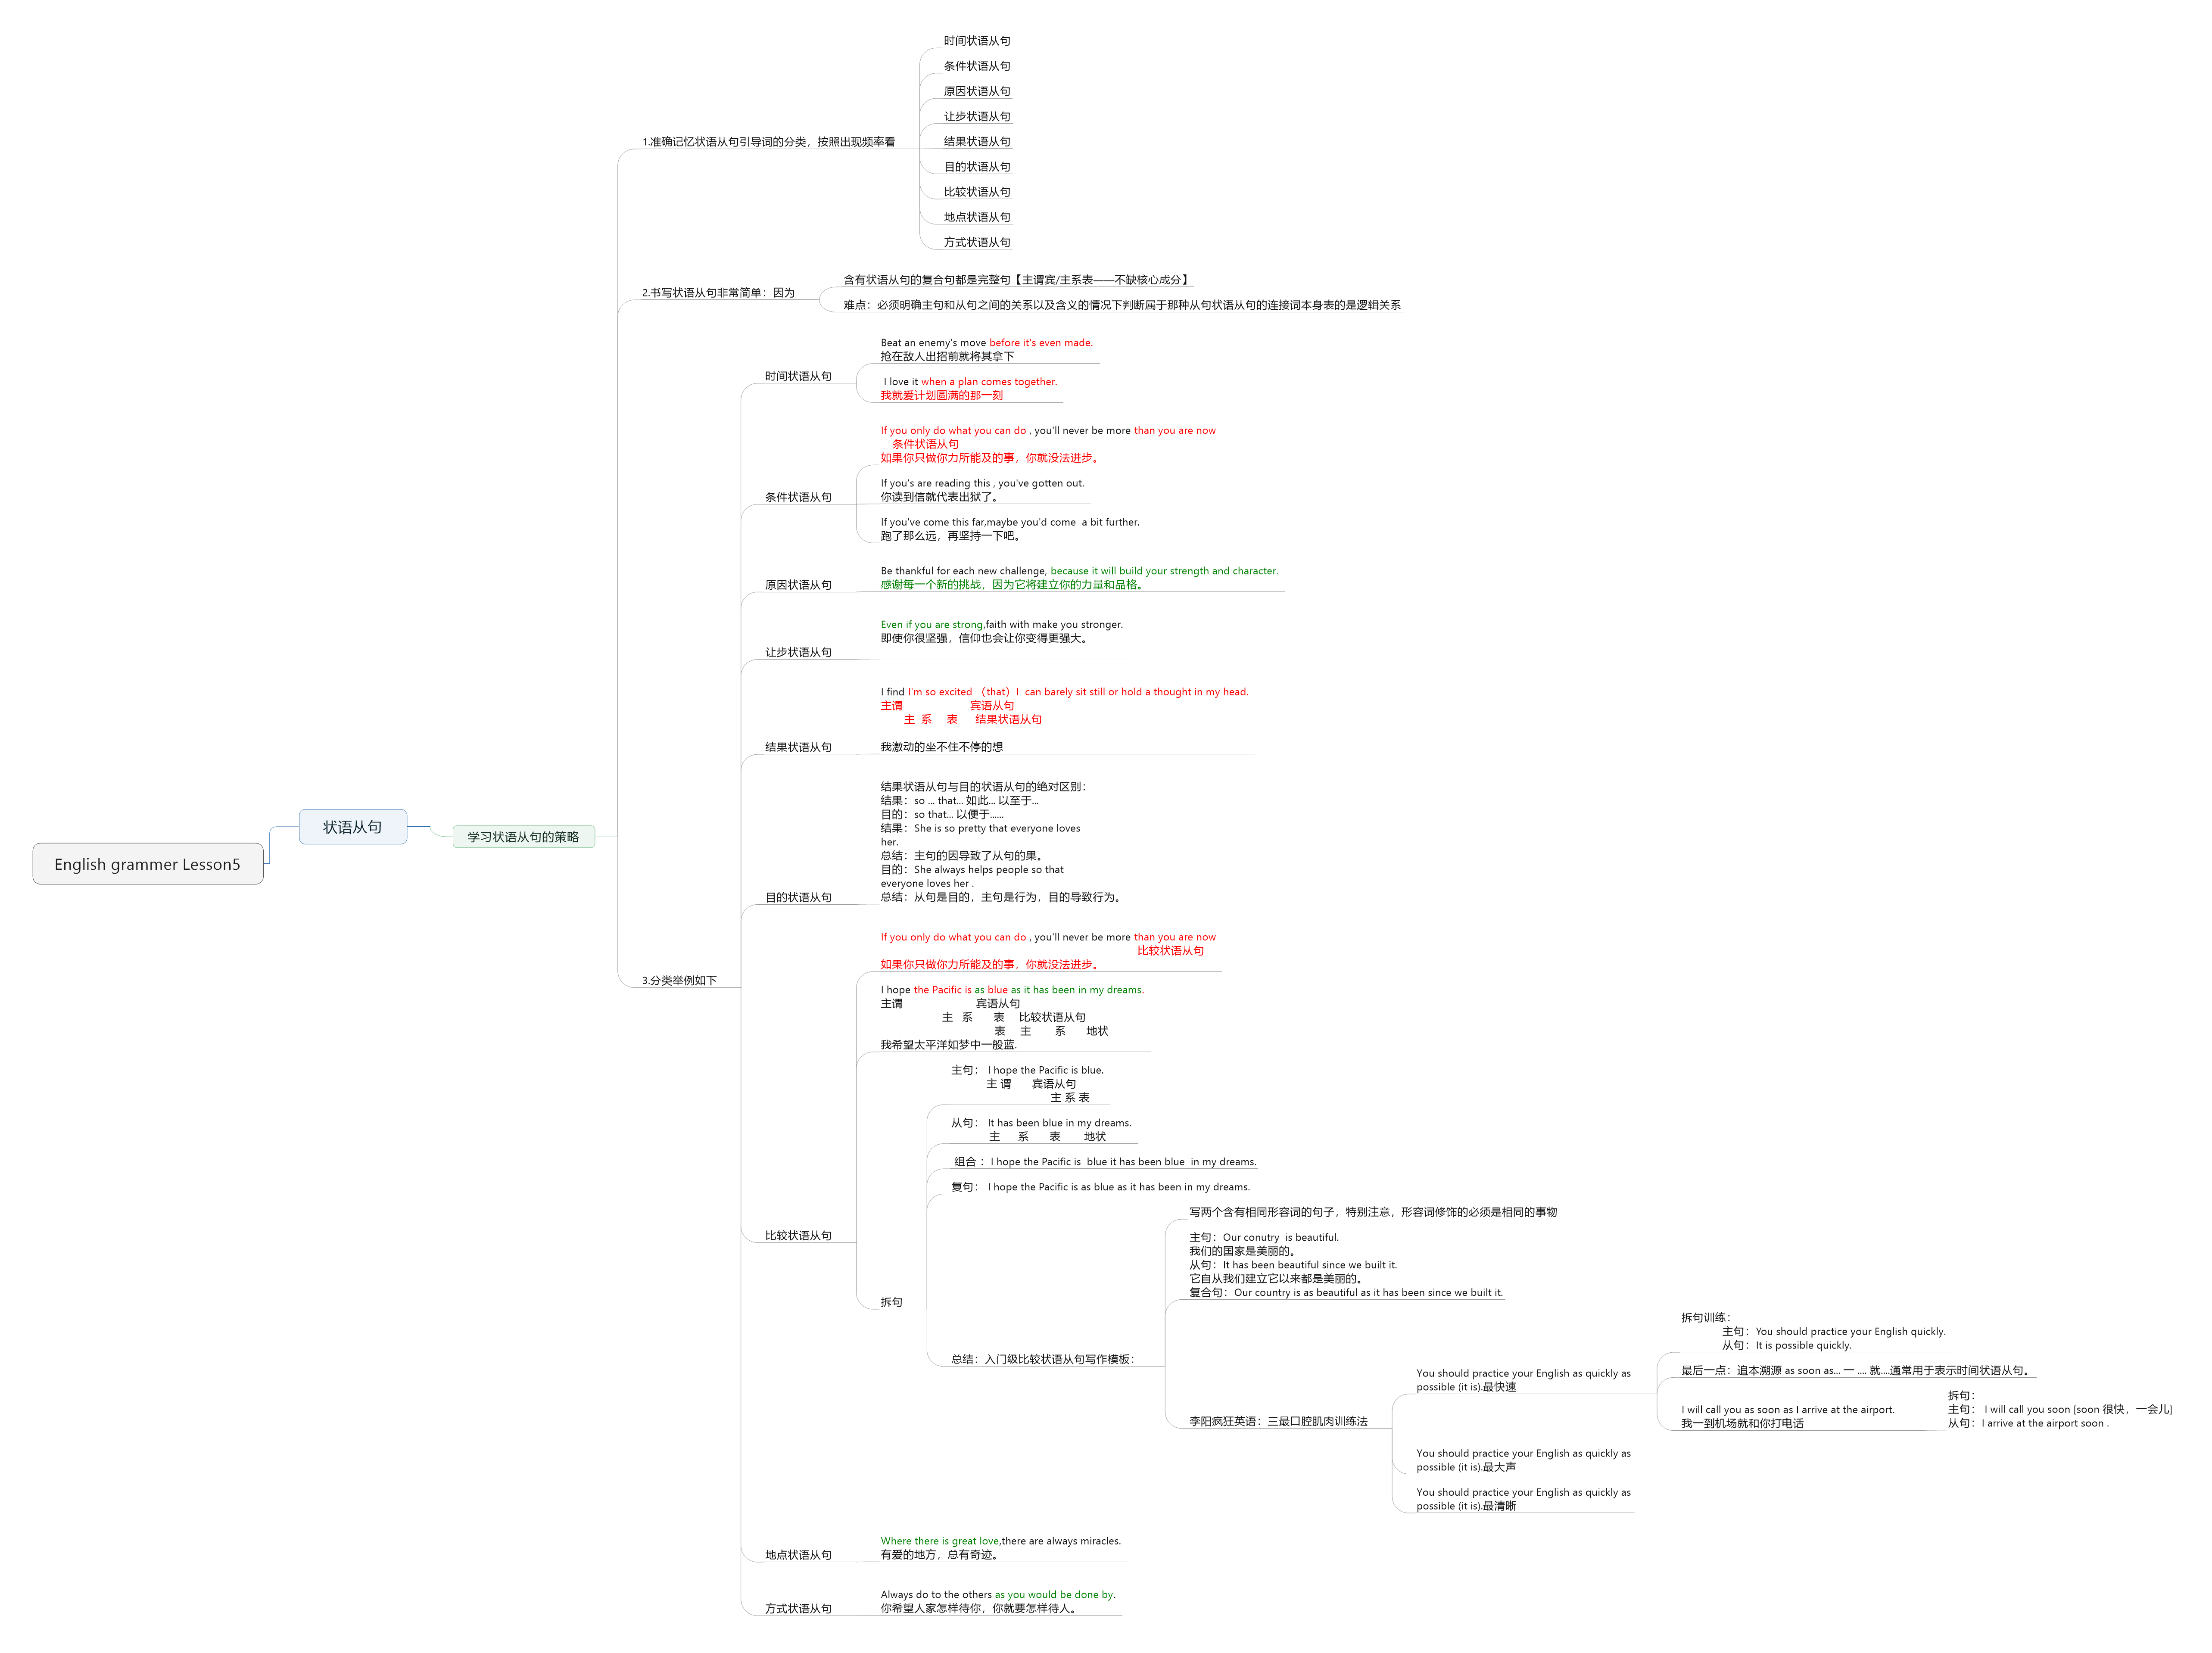 English grammer Lesson5
状语从句
学习状语从句的策略
1.准确记忆状语从句引导词的分类，按照出现频率看
时间状语从句
条件状语从句
原因状语从句
让步状语从句
结果状语从句
目的状语从句
比较状语从句
地点状语从句
方式状语从句
2.书写状语从句非常简单：因为
含有状语从句的复合句都是完整句【主谓宾/主系表——不缺核心成分】
难点：必须明确主句和从句之间的关系以及含义的情况下判断属于那种从句状语从句的连接词本身表的是逻辑关系
3.分类举例如下
时间状语从句
Beat an enemy's move before it's even made.
抢在敌人出招前就将其拿下
I love it when a plan comes together.
我就爱计划圆满的那一刻
条件状语从句
If you only do what you can do , you'll never be more than you are now
条件状语从句
如果你只做你力所能及的事，你就没法进步。
If you's are reading this , you've gotten out.
你读到信就代表出狱了。
If you've come this far,maybe you'd come  a bit further.
跑了那么远，再坚持一下吧。
原因状语从句
Be thankful for each new challenge, because it will build your strength and character.
感谢每一个新的挑战，因为它将建立你的力量和品格。
让步状语从句
Even if you are strong,faith with make you stronger.
即使你很坚强，信仰也会让你变得更强大。
结果状语从句
I find I'm so excited （that）I  can barely sit still or hold a thought in my head.
主谓 宾语从句
主 系 表 结果状语从句
我激动的坐不住不停的想
目的状语从句
结果状语从句与目的状语从句的绝对区别：
结果：so ... that... 如此... 以至于...
目的：so that... 以便于......
结果：She is so pretty that everyone loves
her.
总结：主句的因导致了从句的果。
目的：She always helps people so that
everyone loves her .
总结：从句是目的，主句是行为，目的导致行为。
比较状语从句
If you only do what you can do , you'll never be more than you are now
比较状语从句
如果你只做你力所能及的事，你就没法进步。
I hope the Pacific is as blue as it has been in my dreams.
主谓 宾语从句
主 系 表 比较状语从句
表 主 系 地状
我希望太平洋如梦中一般蓝.
拆句
主句： I hope the Pacific is blue.
主 谓 宾语从句
主 系 表
从句： It has been blue in my dreams.
主 系 表 地状
组合 ：I hope the Pacific is  blue it has been blue  in my dreams.
复句： I hope the Pacific is as blue as it has been in my dreams.
总结：入门级比较状语从句写作模板：
写两个含有相同形容词的句子，特别注意，形容词修饰的必须是相同的事物
主句：Our conutry  is beautiful.
我们的国家是美丽的。
从句：It has been beautiful since we built it.
它自从我们建立它以来都是美丽的。
复合句：Our country is as beautiful as it has been since we built it.
李阳疯狂英语：三最口腔肌肉训练法
You should practice your English as quickly as
possible (it is).最快速
拆句训练：
主句：You should practice your English quickly.
从句：It is possible quickly.
最后一点：追本溯源 as soon as... 一 .... 就....通常用于表示时间状语从句。
I will call you as soon as I arrive at the airport.
我一到机场就和你打电话
拆句：
主句： I will call you soon [soon 很快，一会儿]
从句：I arrive at the airport soon .
You should practice your English as quickly as
possible (it is).最大声
You should practice your English as quickly as
possible (it is).最清晰
地点状语从句
Where there is great love,there are always miracles.
有爱的地方，总有奇迹。
方式状语从句
Always do to the others as you would be done by.
你希望人家怎样待你，你就要怎样待人。